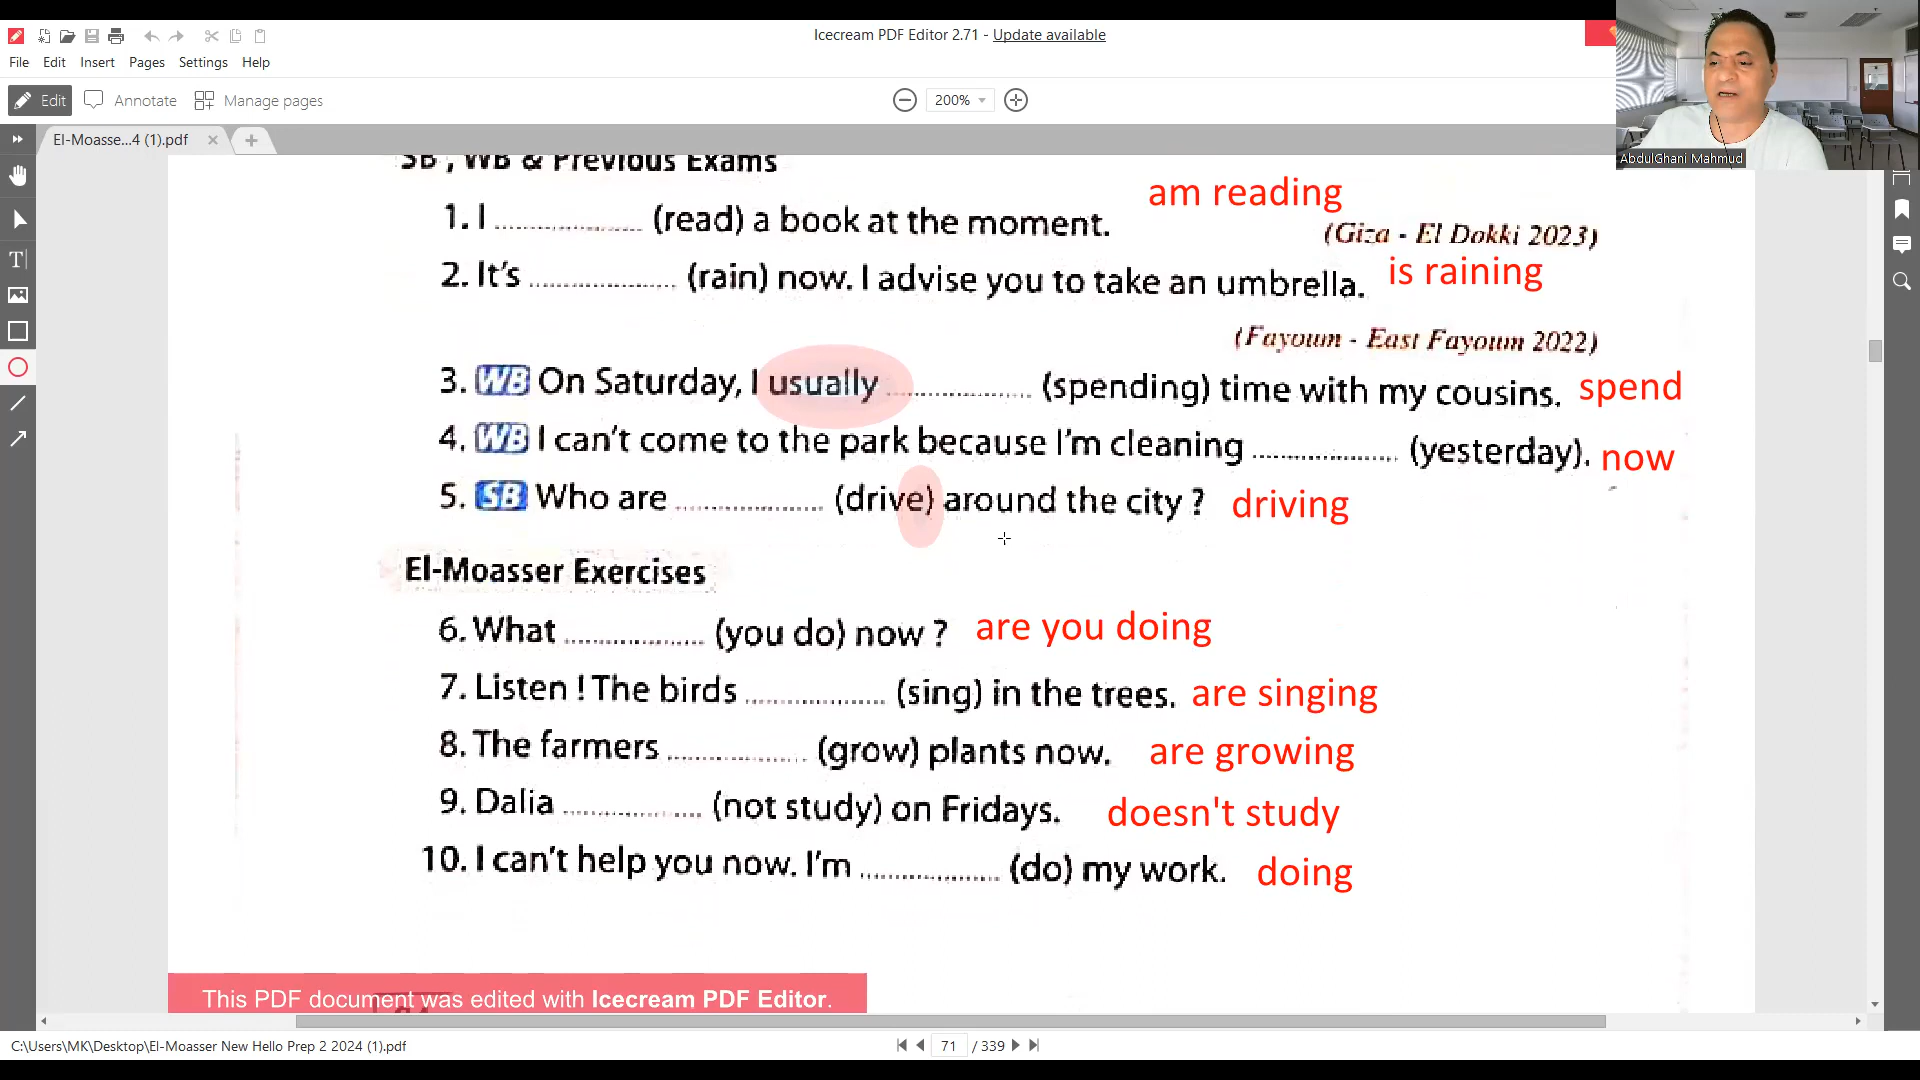 Icecream PDF Editor 2.71 - Update available
File Edit Insert Pages Settings Help
Edit Annotate Manage pages
200%
El-Moasse...4 (1).pdf
AbdulGhani Mahmud
SB, WB & Previous Exams
am reading
1. I .................... (read) a book at the moment.
(Giza - El Dokki 2023)
2. It's .................... (rain) now. I advise you to take an umbrella. is raining
(Fayoum - East Fayoum 2022)
3. WB On Saturday, I usually .................... (spending) time with my cousins. spend
4. WB I can't come to the park because I'm cleaning .................... (yesterday). now
5. SB Who are .................... (drive) around the city ? driving
El-Moasser Exercises
6. What .................... (you do) now ? are you doing
7. Listen ! The birds .................... (sing) in the trees. are singing
8. The farmers .................... (grow) plants now. are growing
9. Dalia .................... (not study) on Fridays. doesn't study
10. I can't help you now. I'm .................... (do) my work. doing
This PDF document was edited with Icecream PDF Editor.
C:\Users\MK\Desktop\El-Moasser New Hello Prep 2 2024 (1).pdf
71 / 339